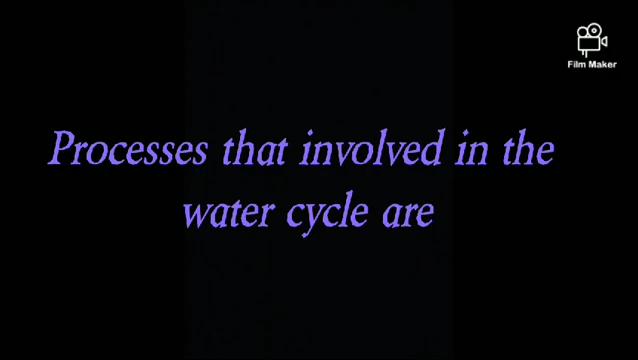 Film Maker
Processes that involved in the
water cycle are